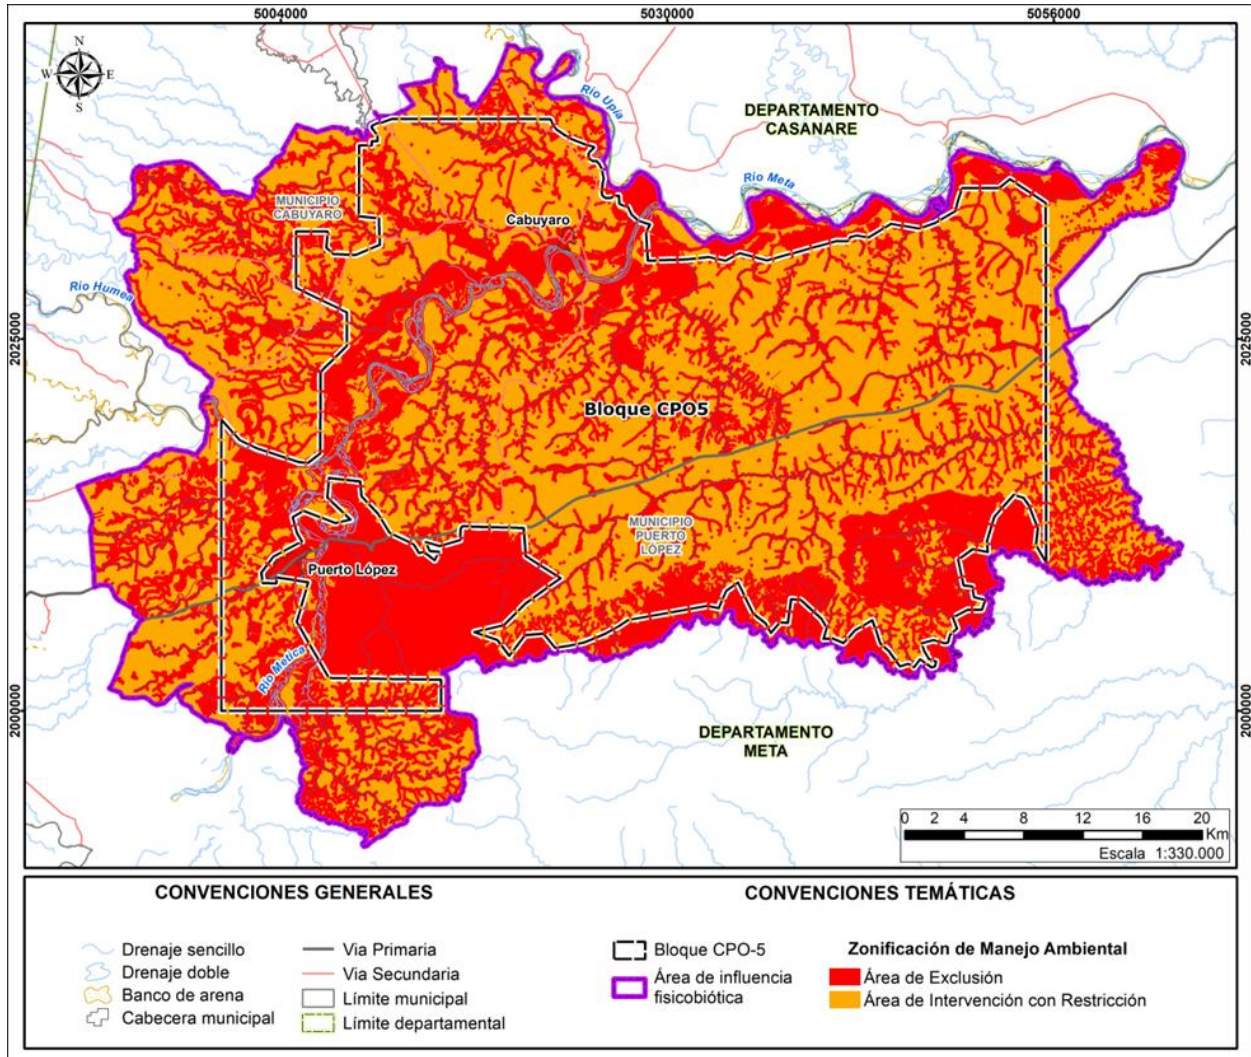 5004000
5030000
5056000
N
W
E
S
2025000
2000000
2025000
2000000
Río Upía
DEPARTAMENTO
CASANARE
Río Meta
MUNICIPIO
CABUYARO
Cabuyaro
Río Humea
Bloque CPO5
MUNICIPIO
PUERTO
LÓPEZ
Puerto López
Río Metica
DEPARTAMENTO
META
0 2 4 8 12 16 20
Km
Escala 1:330.000
CONVENCIONES GENERALES
Drenaje sencillo
Drenaje doble
Banco de arena
Cabecera municipal
Via Primaria
Via Secundaria
Límite municipal
Límite departamental
CONVENCIONES TEMÁTICAS
Bloque CPO-5
Área de influencia
fisicobiótica
Zonificación de Manejo Ambiental
Área de Exclusión
Área de Intervención con Restricción